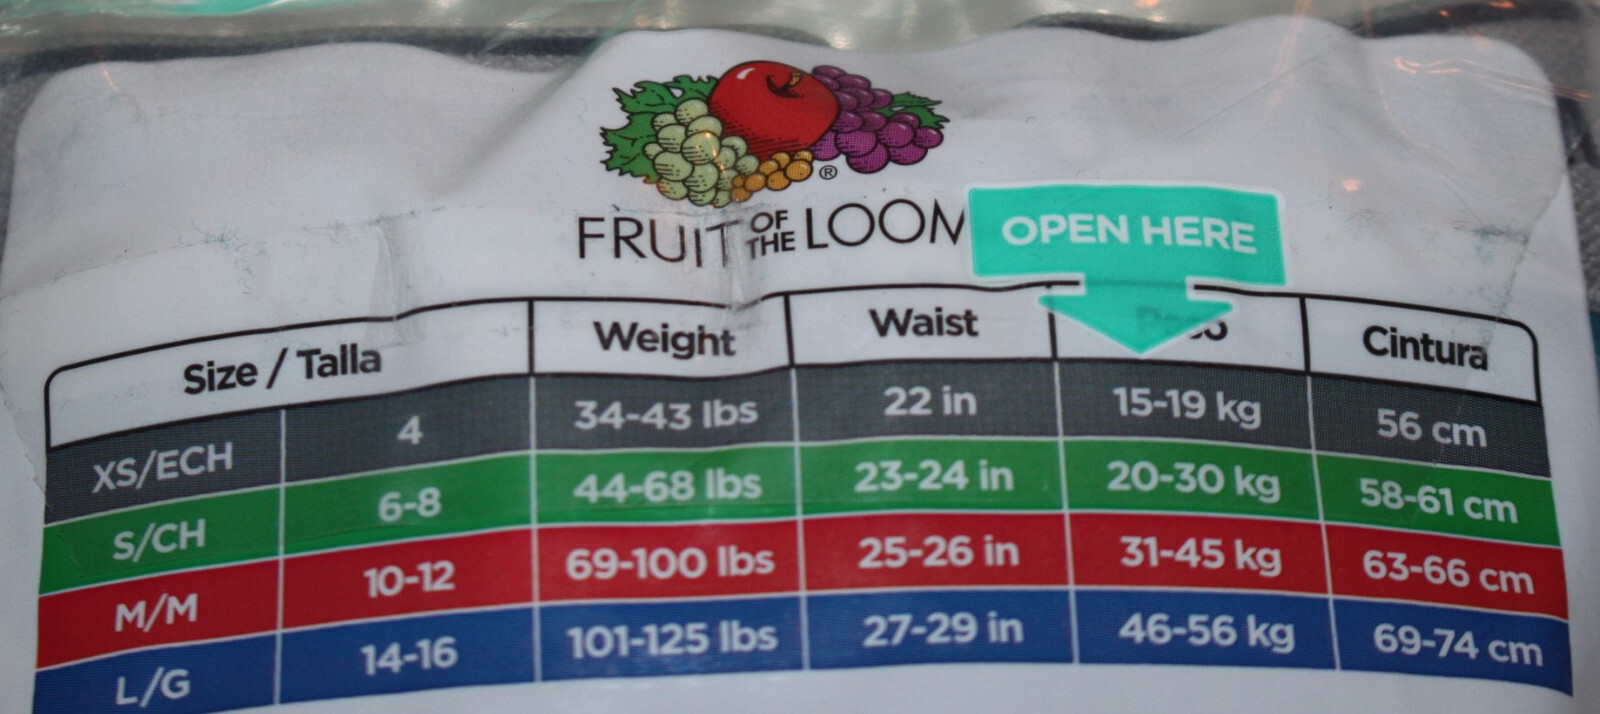 ®
FRUIT OF THE LOOM
OPEN HERE
Size / Talla Weight Waist Cintura
XS/ECH 4 34-43 lbs 22 in 15-19 kg 56 cm
S/CH 6-8 44-68 lbs 23-24 in 20-30 kg 58-61 cm
M/M 10-12 69-100 lbs 25-26 in 31-45 kg 63-66 cm
L/G 14-16 101-125 lbs 27-29 in 46-56 kg 69-74 cm